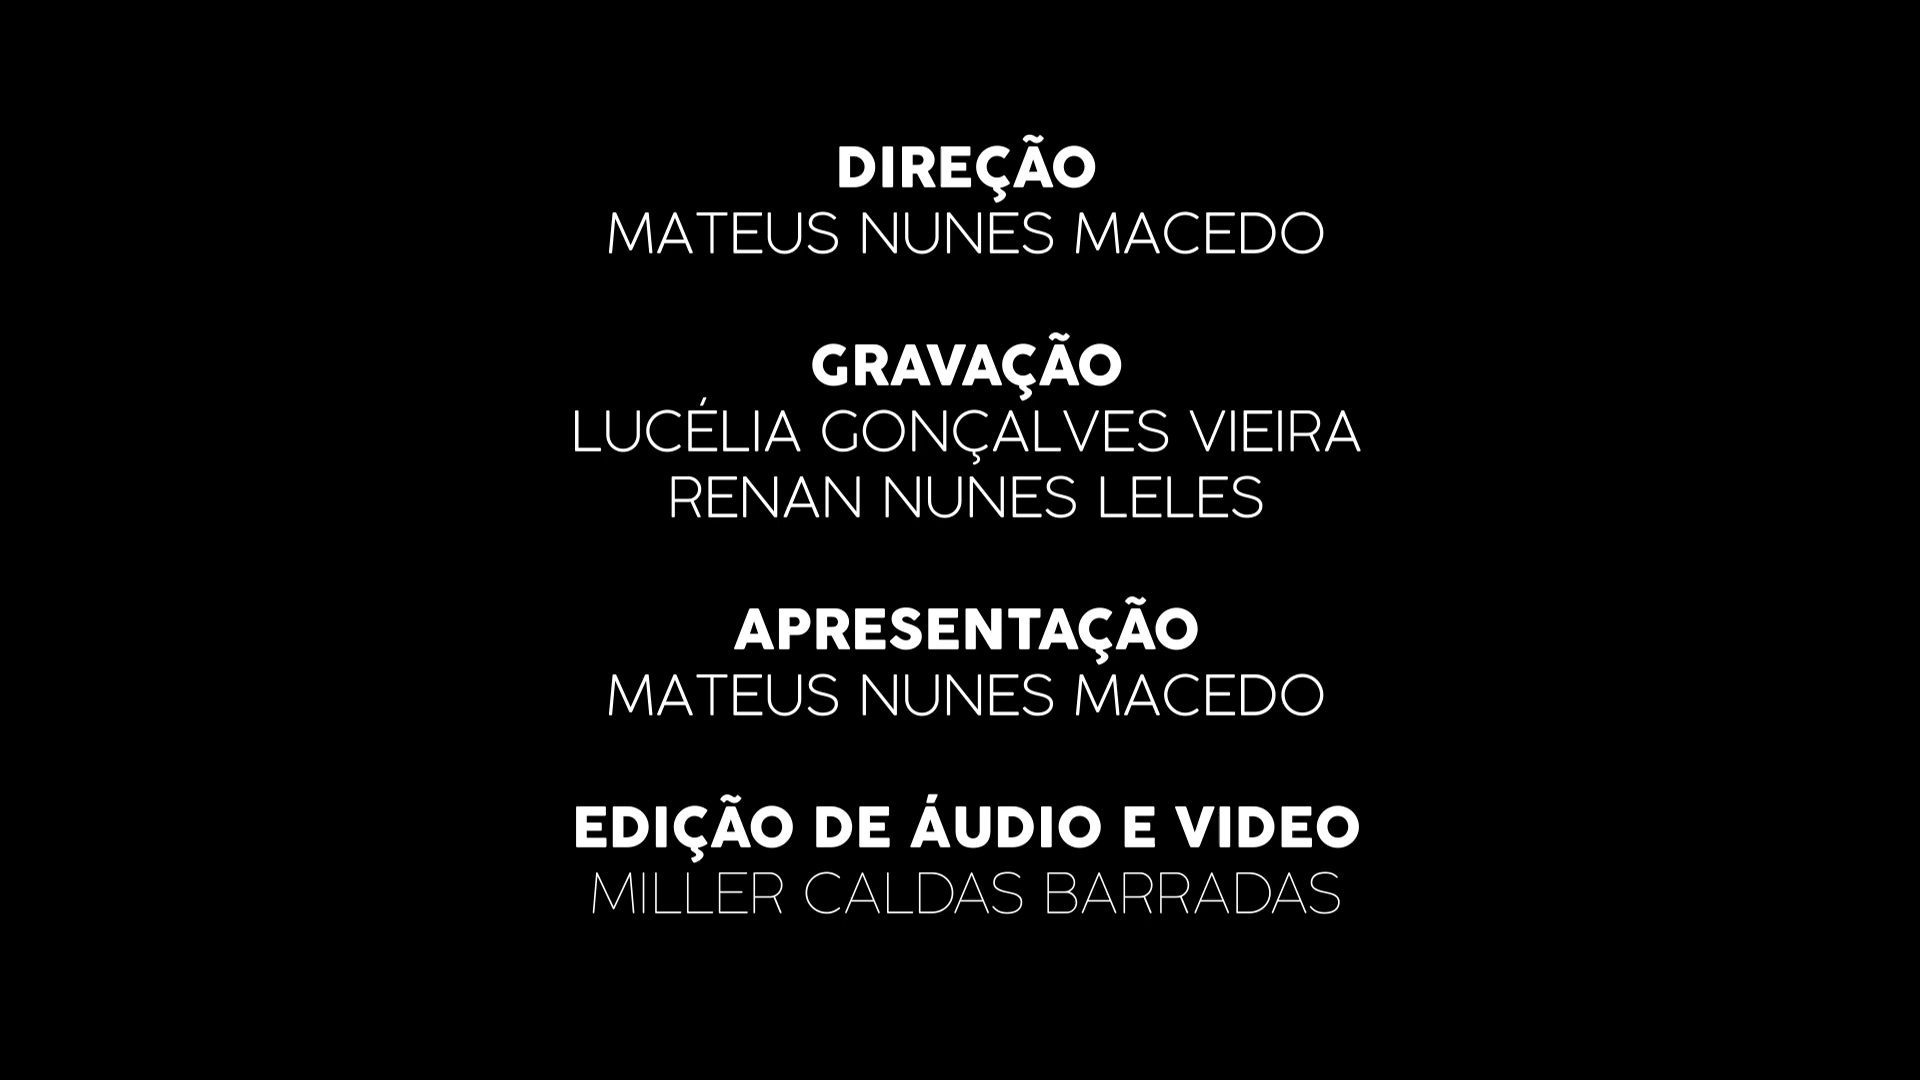 DIREÇÃO
MATEUS NUNES MACEDO
GRAVAÇÃO
LUCÉLIA GONÇALVES VIEIRA
RENAN NUNES LELES
APRESENTAÇÃO
MATEUS NUNES MACEDO
EDIÇÃO DE ÁUDIO E VIDEO
MILLER CALDAS BARRADAS